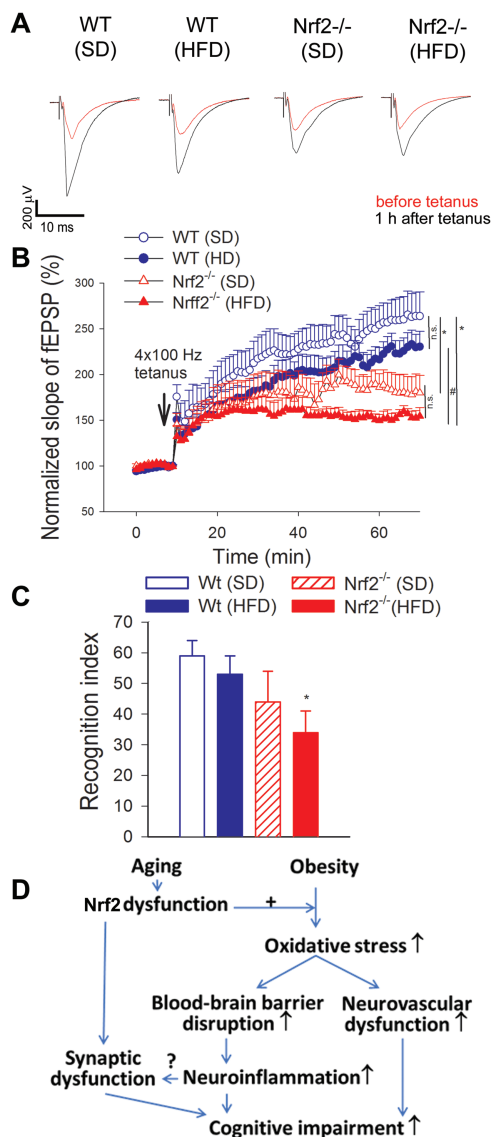 A
WT
(SD)
WT
(HFD)
Nrf2-/-
(SD)
Nrf2-/-
(HFD)
200 µV
10 ms
before tetanus
1 h after tetanus
B
WT (SD)
WT (HD)
Nrf2-/- (SD)
Nrff2-/- (HFD)
Normalized slope of fEPSP (%)
300
250
200
150
100
50
4x100 Hz
tetanus
n.s.
*
*
#
n.s.
0 20 40 60
Time (min)
C
Wt (SD)
Nrf2-/- (SD)
Wt (HFD)
Nrf2-/-(HFD)
Recognition index
70
60
50
40
30
20
10
0
*
D
Aging
Obesity
Nrf2 dysfunction
+
Oxidative stress ↑
Blood-brain barrier
disruption ↑
Neurovascular
dysfunction ↑
Synaptic
dysfunction
?
Neuroinflammation ↑
Cognitive impairment ↑